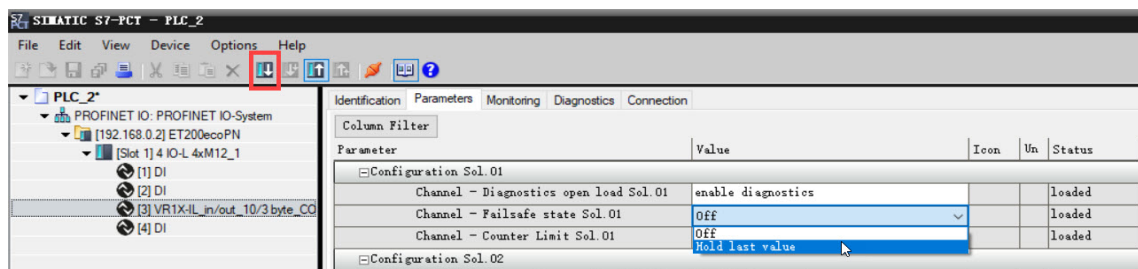 SIMATIC S7-PCT - PLC_2
File Edit View Device Options Help
PLC_2*
PROFINET IO: PROFINET IO-System
[192.168.0.2] ET200ecoPN
[Slot 1] 4 IO-L 4xM12_1
[1] DI
[2] DI
[3] VR1X-IL_in/out_10/3 byte_CO
[4] DI
Identification Parameters Monitoring Diagnostics Connection
Column Filter
Parameter Value Icon Un Status
Configuration Sol.01
Channel - Diagnostics open load Sol.01 enable diagnostics loaded
Channel - Failsafe state Sol.01 Off loaded
Channel - Counter Limit Sol.01 Off loaded
Hold last value
Configuration Sol.02